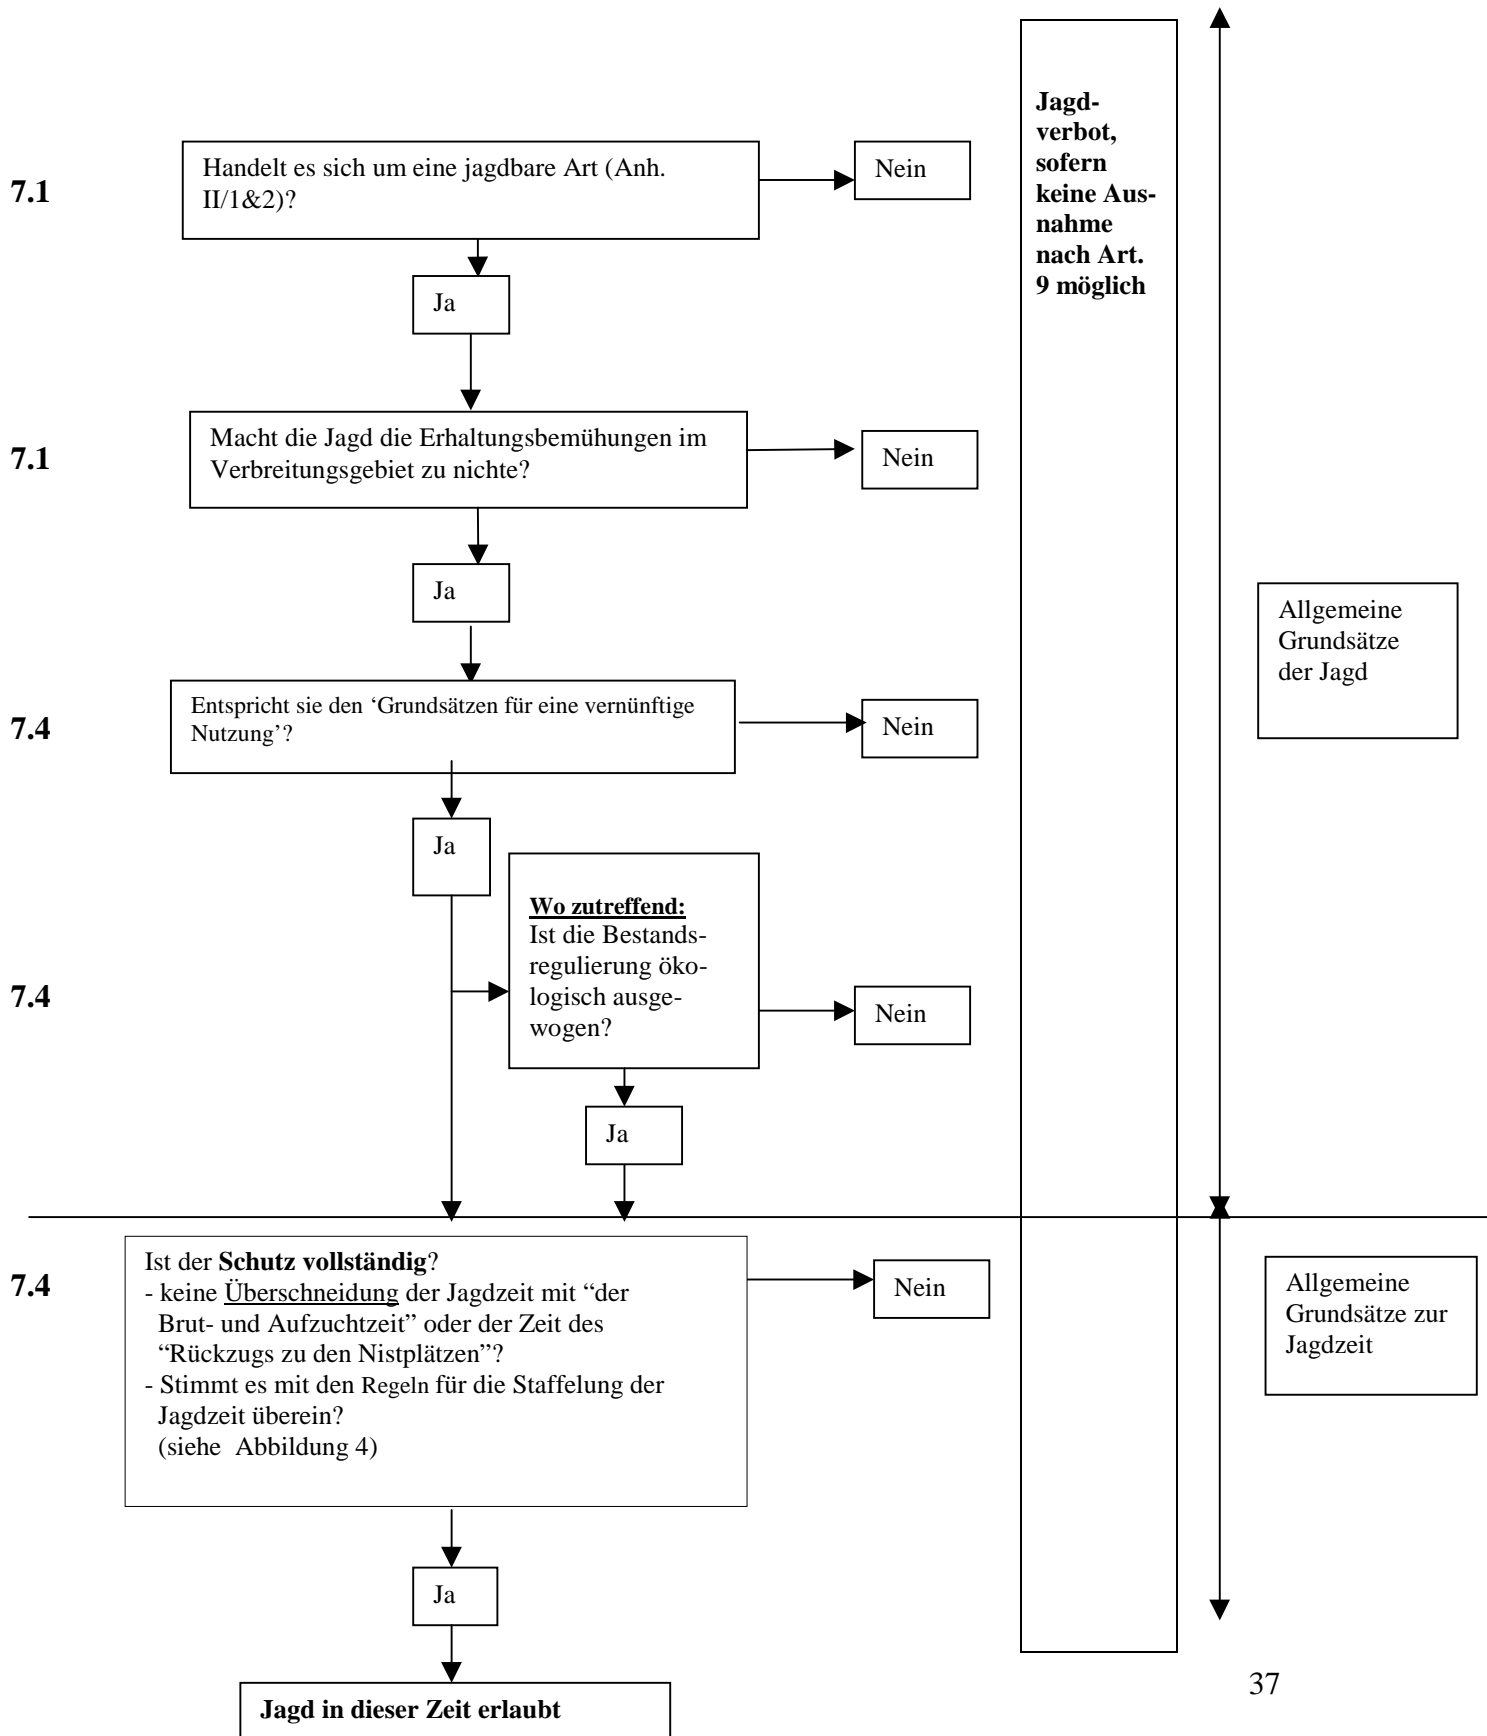 Jagd-
verbot,
sofern
keine Aus-
nahme
nach Art.
9 möglich
7.1
Handelt es sich um eine jagdbare Art (Anh.
II/1&2)?
Nein
Ja
7.1
Macht die Jagd die Erhaltungsbemühungen im
Verbreitungsgebiet zu nichte?
Nein
Ja
Allgemeine
Grundsätze
der Jagd
7.4
Entspricht sie den ‘Grundsätzen für eine vernünftige
Nutzung’?
Nein
Ja
7.4
Wo zutreffend:
Ist die Bestands-
regulierung öko-
logisch ausge-
wogen?
Nein
Ja
7.4
Ist der Schutz vollständig?
- keine Überschneidung der Jagdzeit mit “der
Brut- und Aufzuchtzeit” oder der Zeit des
“Rückzugs zu den Nistplätzen”?
- Stimmt es mit den Regeln für die Staffelung der
Jagdzeit überein?
(siehe Abbildung 4)
Nein
Allgemeine
Grundsätze zur
Jagdzeit
Ja
Jagd in dieser Zeit erlaubt
37